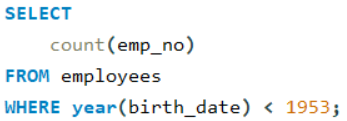 SELECT
    count(emp_no)
FROM employees
WHERE year(birth_date) < 1953;